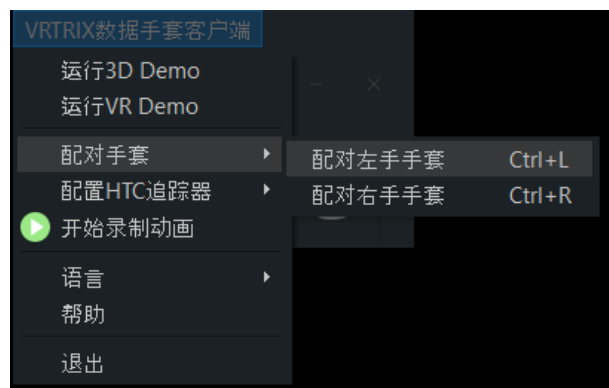 VRTRIX数据手套客户端
运行3D Demo
运行VR Demo
配对手套
配对左手手套 Ctrl+L
配置HTC追踪器
配对右手手套 Ctrl+R
开始录制动画
语言
帮助
退出